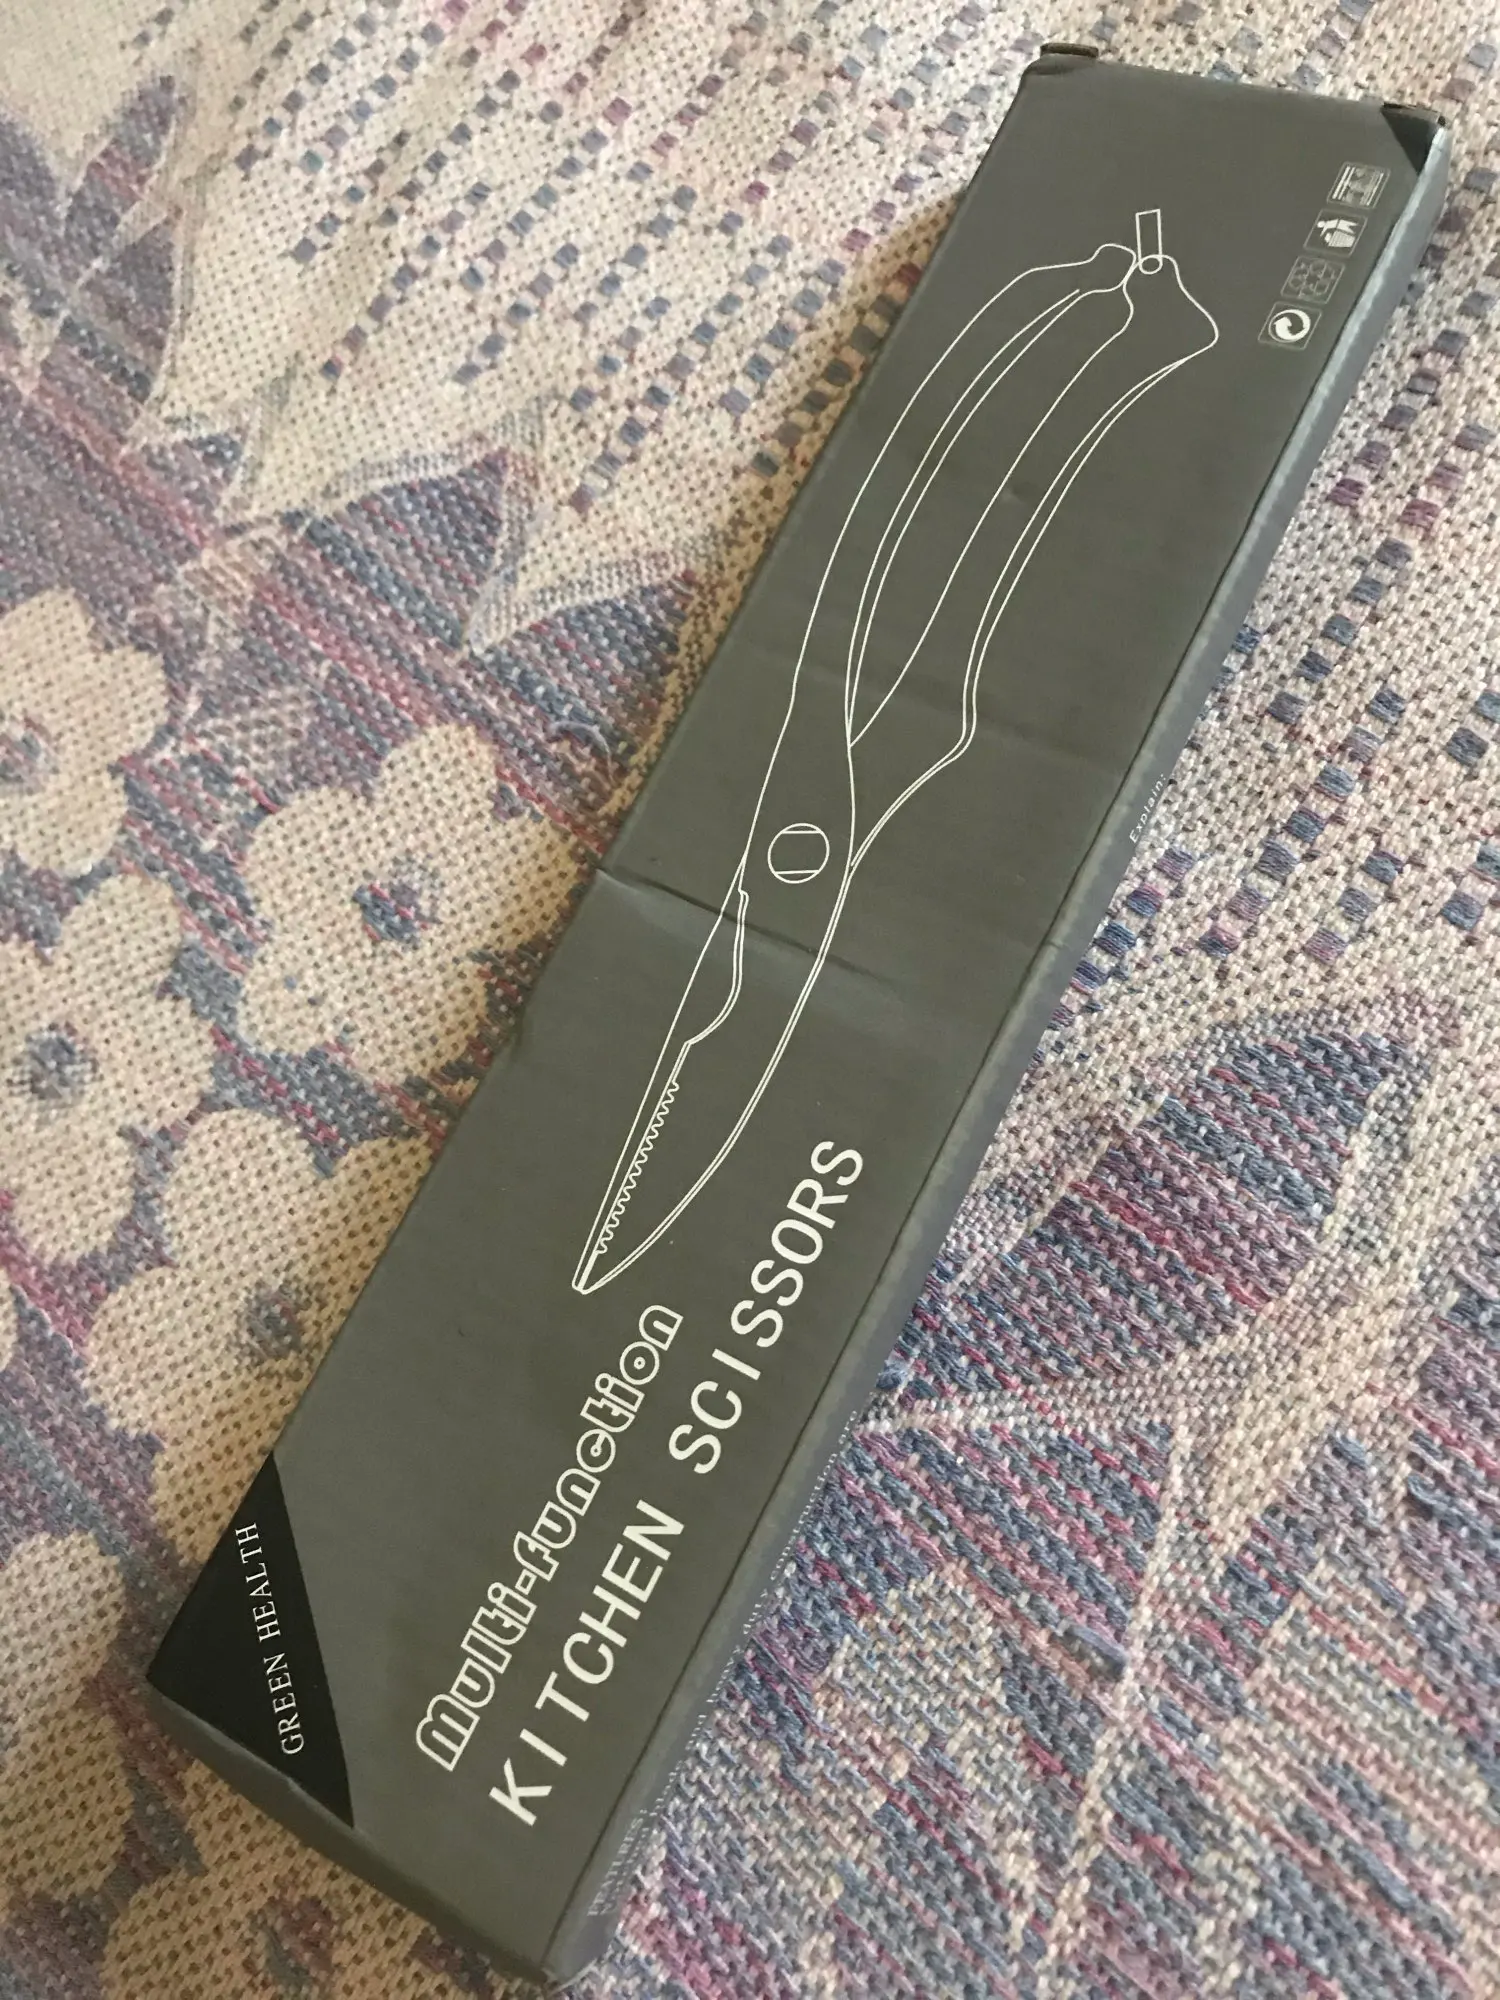 Multi-function
KITCHEN SCISSORS
GREEN HEALTH
Explain: